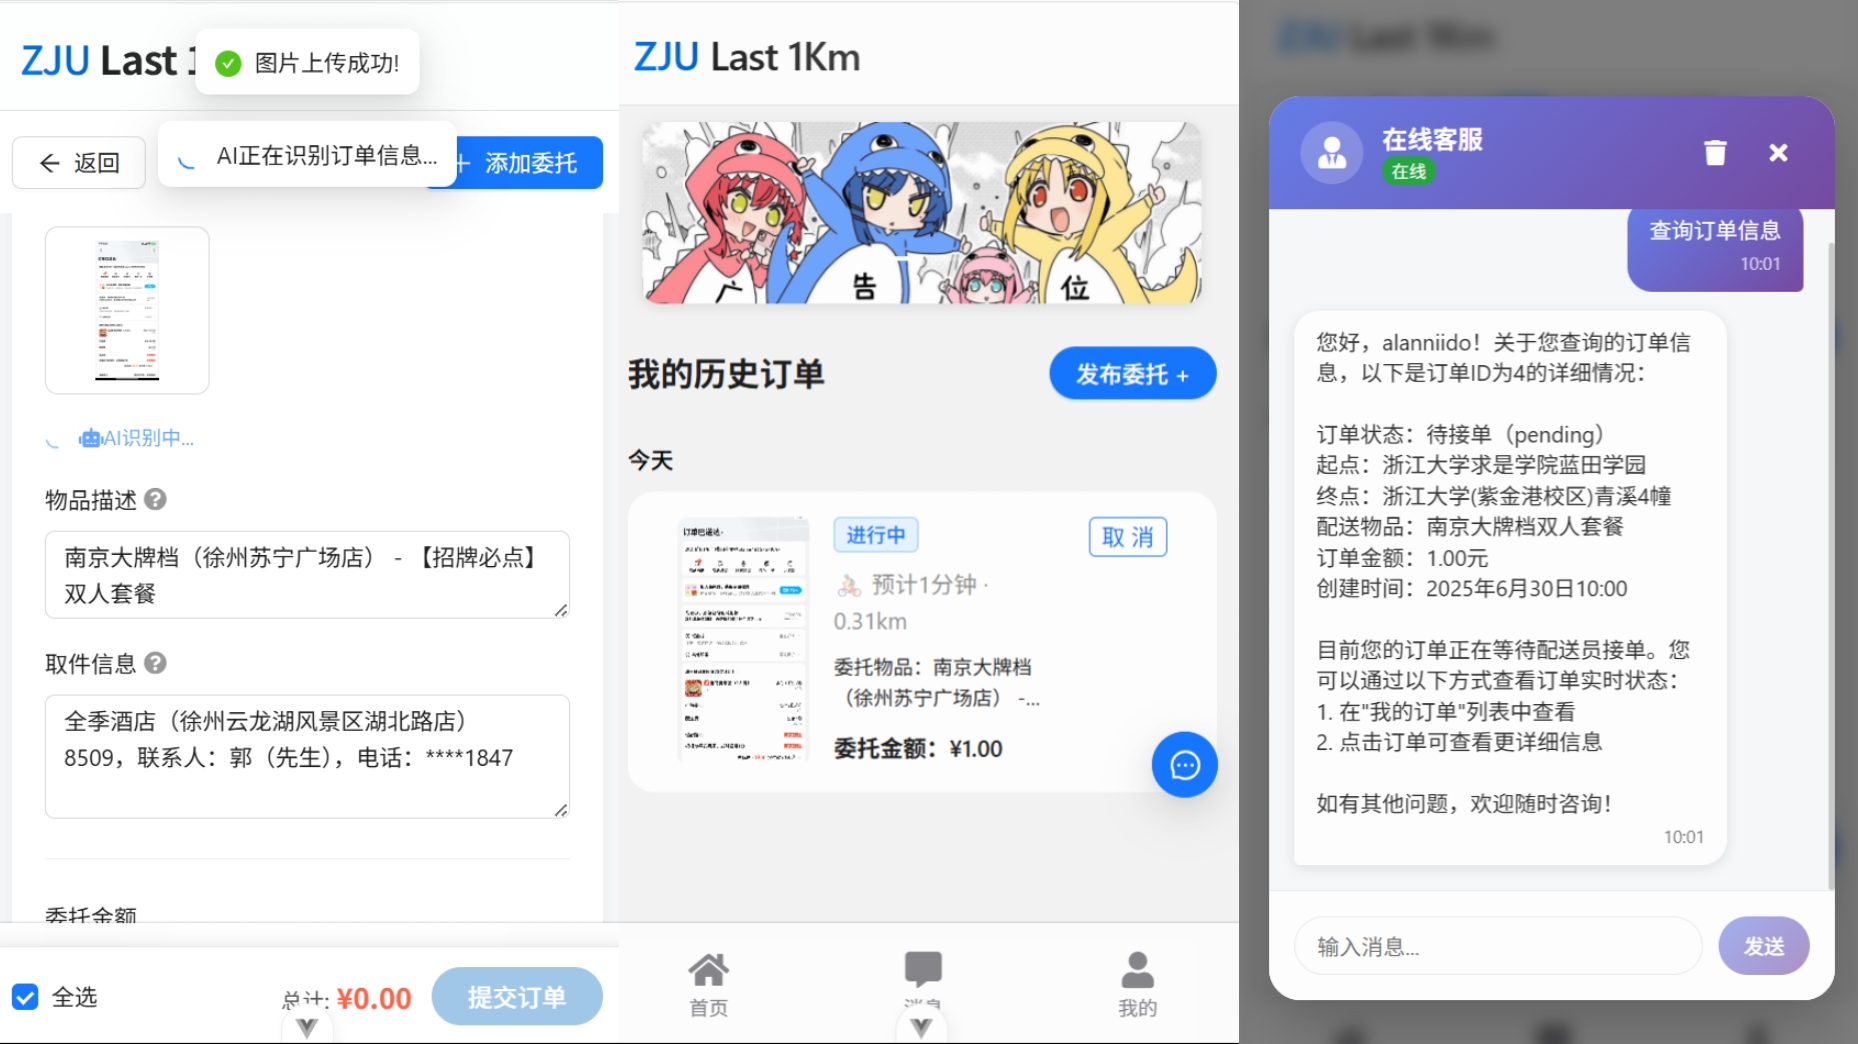 ZJU Last 1
图片上传成功!
返回
AI正在识别订单信息...
+ 添加委托
AI识别中...
物品描述
南京大牌档（徐州苏宁广场店） - 【招牌必点】
双人套餐
取件信息
全季酒店（徐州云龙湖风景区湖北路店）
8509，联系人：郭（先生），电话：****1847
委托金额
全选
总计: ¥0.00
提交订单
ZJU Last 1Km
广告位
我的历史订单
发布委托 +
今天
订单已送达
进行中
取 消
预计1分钟 ·
0.31km
委托物品：南京大牌档
（徐州苏宁广场店） -...
委托金额：¥1.00
首页
消息
我的
ZJU Last 1Km
在线客服
在线
查询订单信息
10:01
您好，alanniido！关于您查询的订单信
息，以下是订单ID为4的详细情况：
订单状态：待接单（pending）
起点：浙江大学求是学院蓝田学园
终点：浙江大学(紫金港校区)青溪4幢
配送物品：南京大牌档双人套餐
订单金额：1.00元
创建时间：2025年6月30日10:00
目前您的订单正在等待配送员接单。您
可以通过以下方式查看订单实时状态：
1. 在"我的订单"列表中查看
2. 点击订单可查看更详细信息
如有其他问题，欢迎随时咨询！
10:01
输入消息...
发送